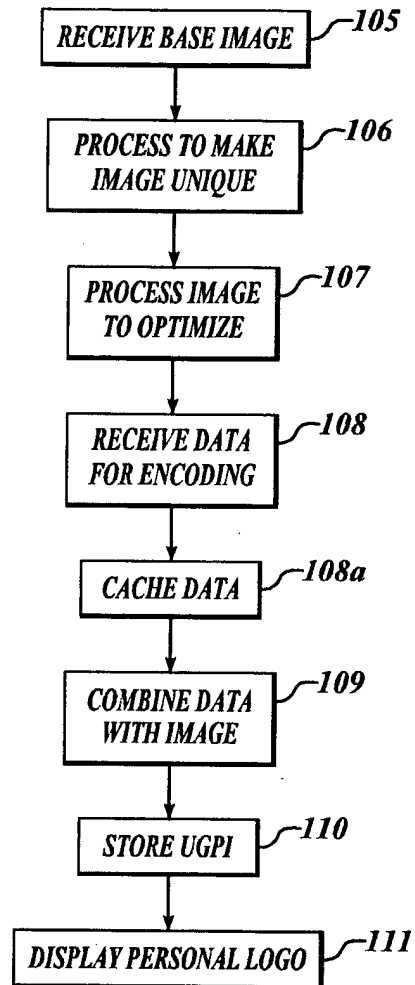 RECEIVE BASE IMAGE 105
PROCESS TO MAKE 106
IMAGE UNIQUE
PROCESS IMAGE 107
TO OPTIMIZE
RECEIVE DATA 108
FOR ENCODING
CACHE DATA 108a
COMBINE DATA 109
WITH IMAGE
STORE UGPI 110
DISPLAY PERSONAL LOGO 111